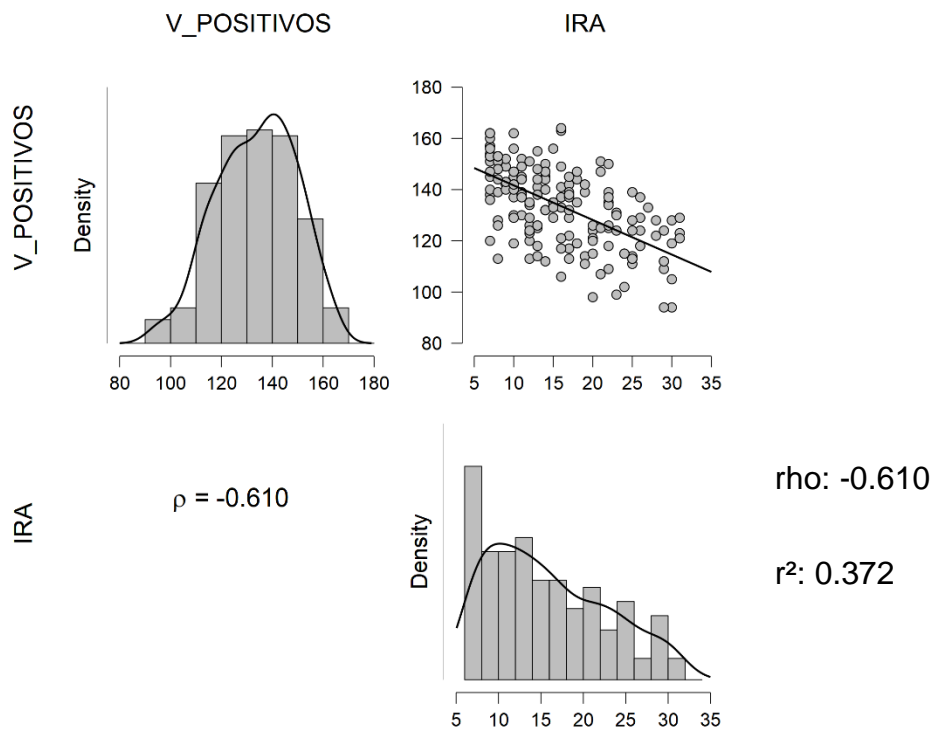 V_POSITIVOS IRA
V_POSITIVOS
Density
80 100 120 140 160 180
180
160
140
120
100
80
5 10 15 20 25 30 35
IRA
ρ = -0.610
Density
5 10 15 20 25 30 35
rho: -0.610
r²: 0.372